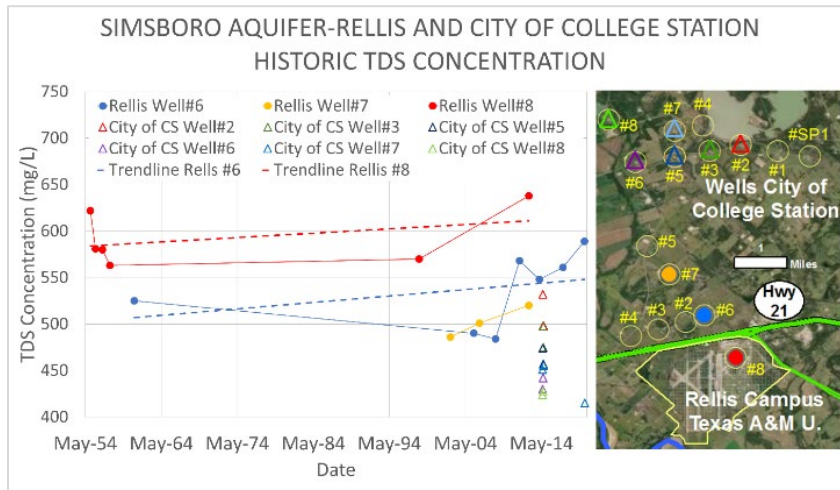 SIMSBORO AQUIFER-RELLIS AND CITY OF COLLEGE STATION
HISTORIC TDS CONCENTRATION
TDS Concentration (mg/L)
750
700
650
600
550
500
450
400
Rellis Well#6 Rellis Well#7 Rellis Well#8
City of CS Well#2 City of CS Well#3 City of CS Well#5
City of CS Well#6 City of CS Well#7 City of CS Well#8
Trendline Rells #6 Trendline Rellis #8
May-54 May-64 May-74 May-84 May-94 May-04 May-14
Date
#8 #7 #4 #SP1
#6 #5 #3 #2 #1
Wells City of
College Station
#5
#7
1
Miles
Hwy
21
#4 #3 #2 #6
#8
Rellis Campus
Texas A&M U.